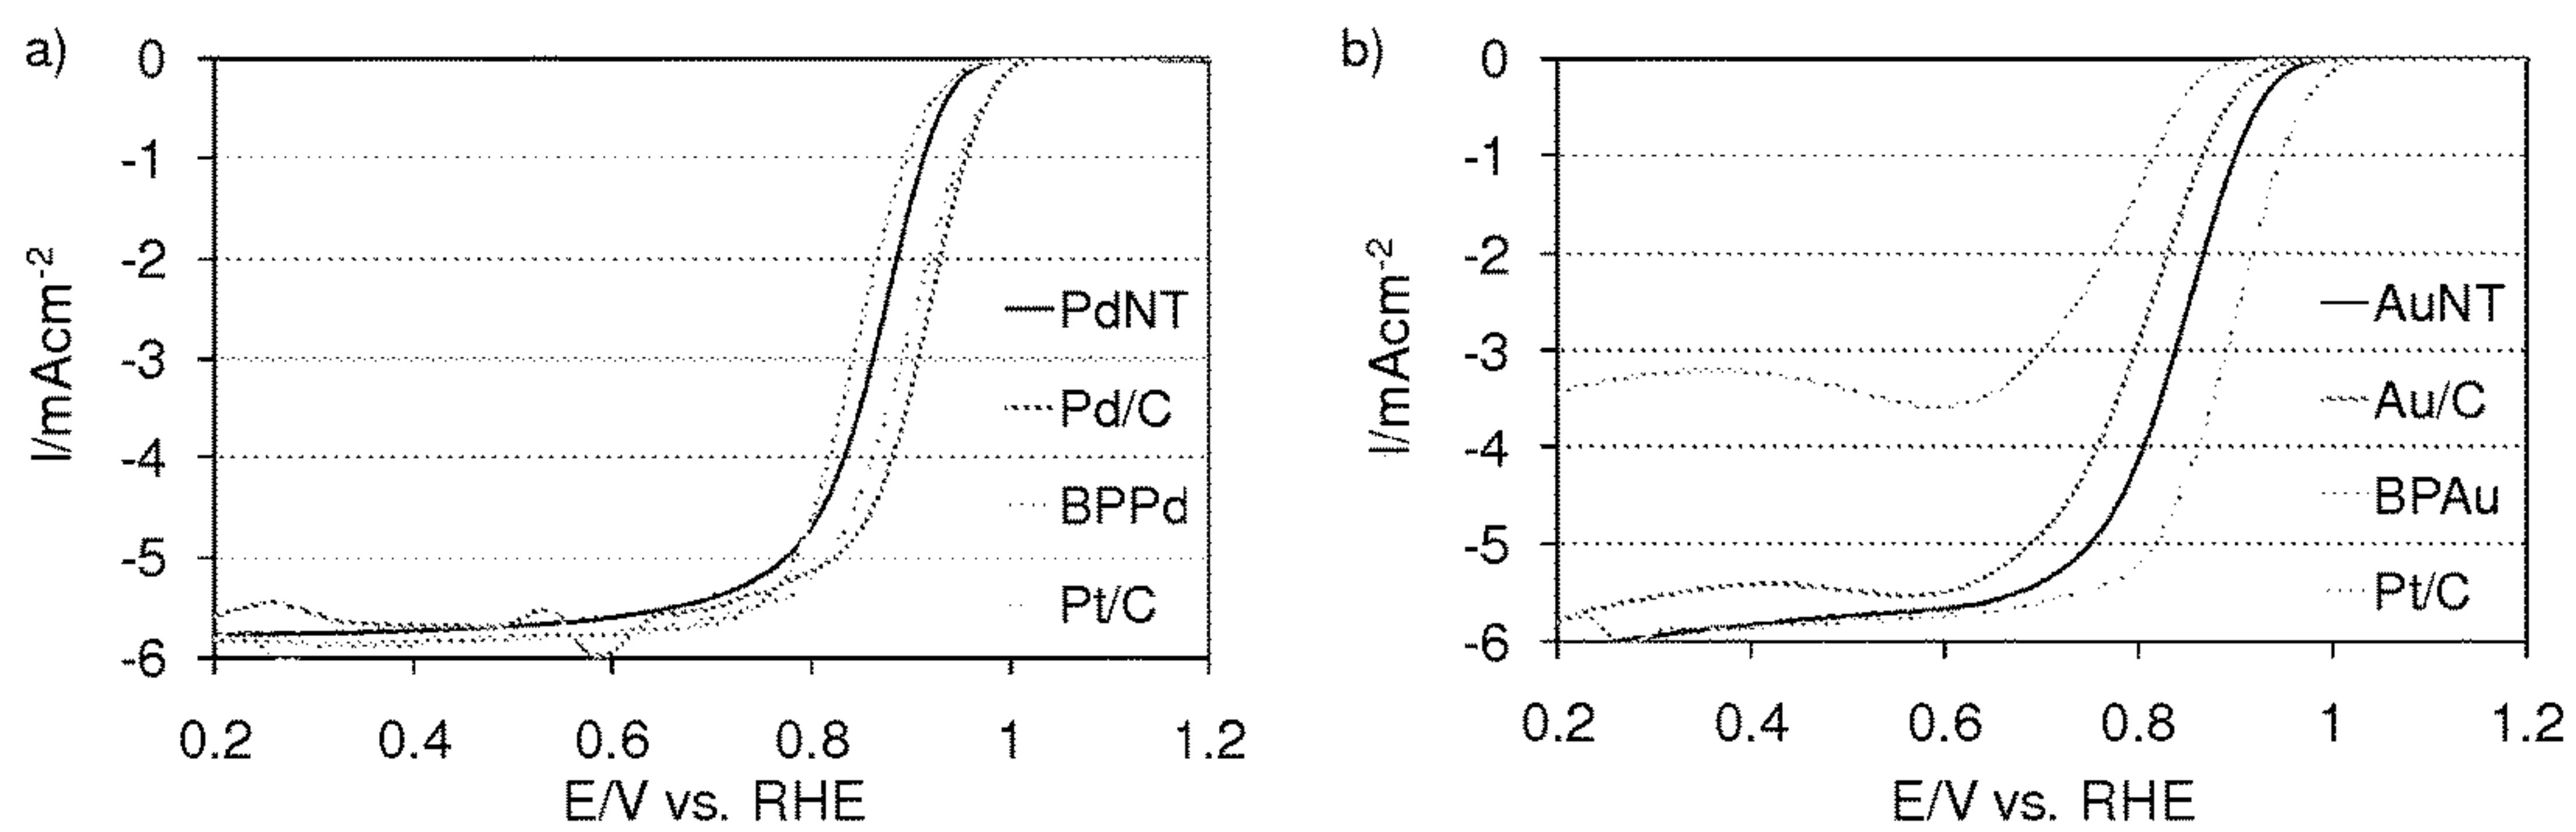 a)
0
-1
-2
-3
-4
-5
-6
I/mAcm-2
PdNT
Pd/C
BPPd
Pt/C
0.2 0.4 0.6 0.8 1 1.2
E/V vs. RHE
b)
0
-1
-2
-3
-4
-5
-6
I/mAcm-2
AuNT
Au/C
BPAu
Pt/C
0.2 0.4 0.6 0.8 1 1.2
E/V vs. RHE